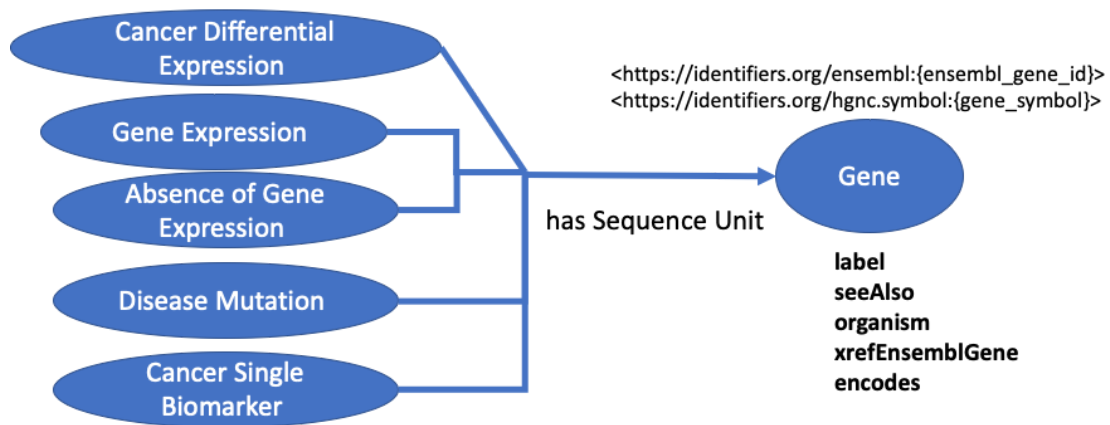 Cancer Differential
Expression
Gene Expression
Absence of Gene
Expression
Disease Mutation
Cancer Single
Biomarker
has Sequence Unit
<https://identifiers.org/ensembl:{ensembl_gene_id}>
<https://identifiers.org/hgnc.symbol:{gene_symbol}>
Gene
label
seeAlso
organism
xrefEnsemblGene
encodes